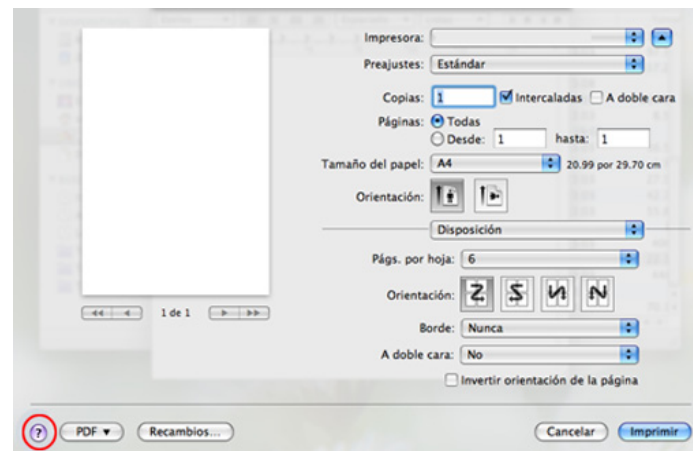 Impresora:
Preajustes: Estándar
Copias: 1 Intercaladas A doble cara
Páginas: Todas
Desde: 1 hasta: 1
Tamaño del papel: A4 20.99 por 29.70 cm
Orientación:
Disposición
Págs. por hoja: 6
Orientación:
1 de 1
Borde: Nunca
A doble cara: No
Invertir orientación de la página
? PDF Recambios... Cancelar Imprimir